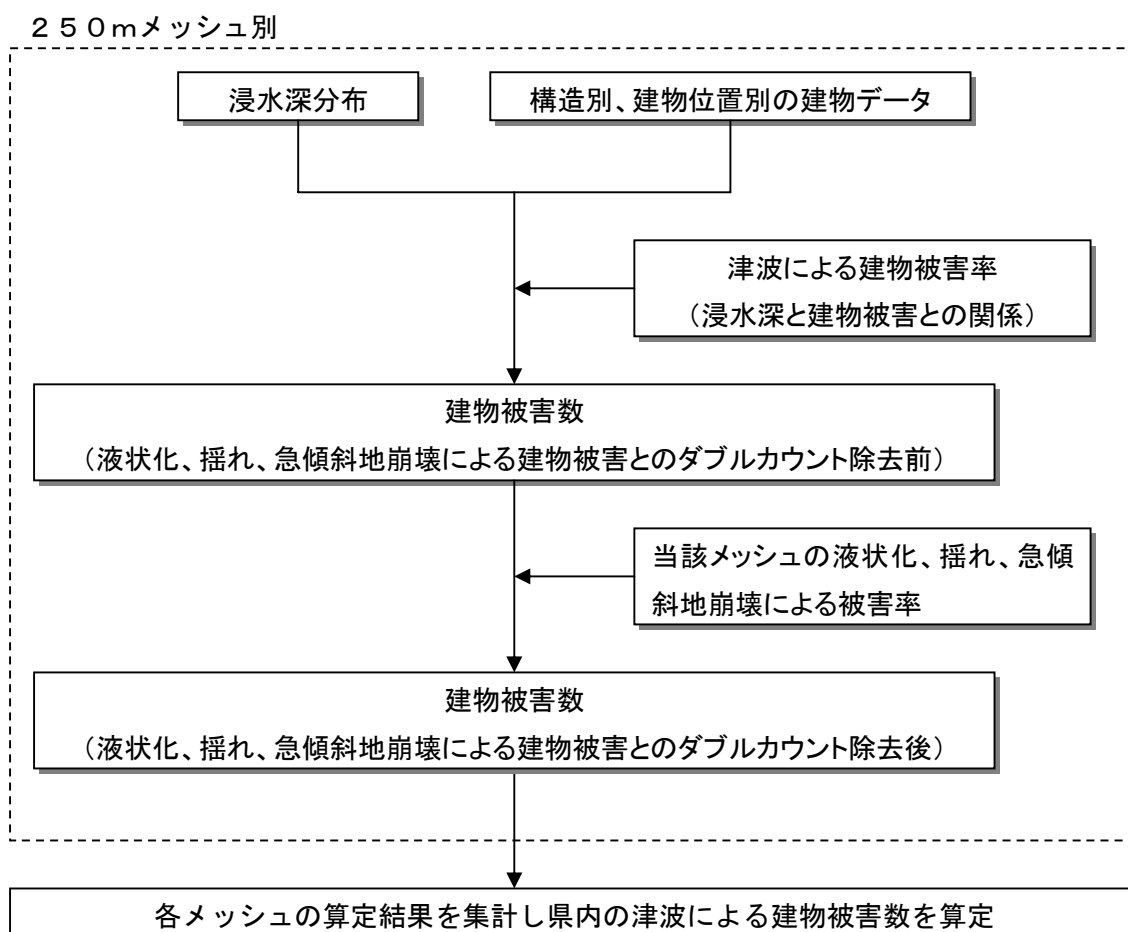 ２５０ｍメッシュ別
浸水深分布
構造別、建物位置別の建物データ
津波による建物被害率
（浸水深と建物被害との関係）
建物被害数
（液状化、揺れ、急傾斜地崩壊による建物被害とのダブルカウント除去前）
当該メッシュの液状化、揺れ、急傾
斜地崩壊による被害率
建物被害数
（液状化、揺れ、急傾斜地崩壊による建物被害とのダブルカウント除去後）
各メッシュの算定結果を集計し県内の津波による建物被害数を算定